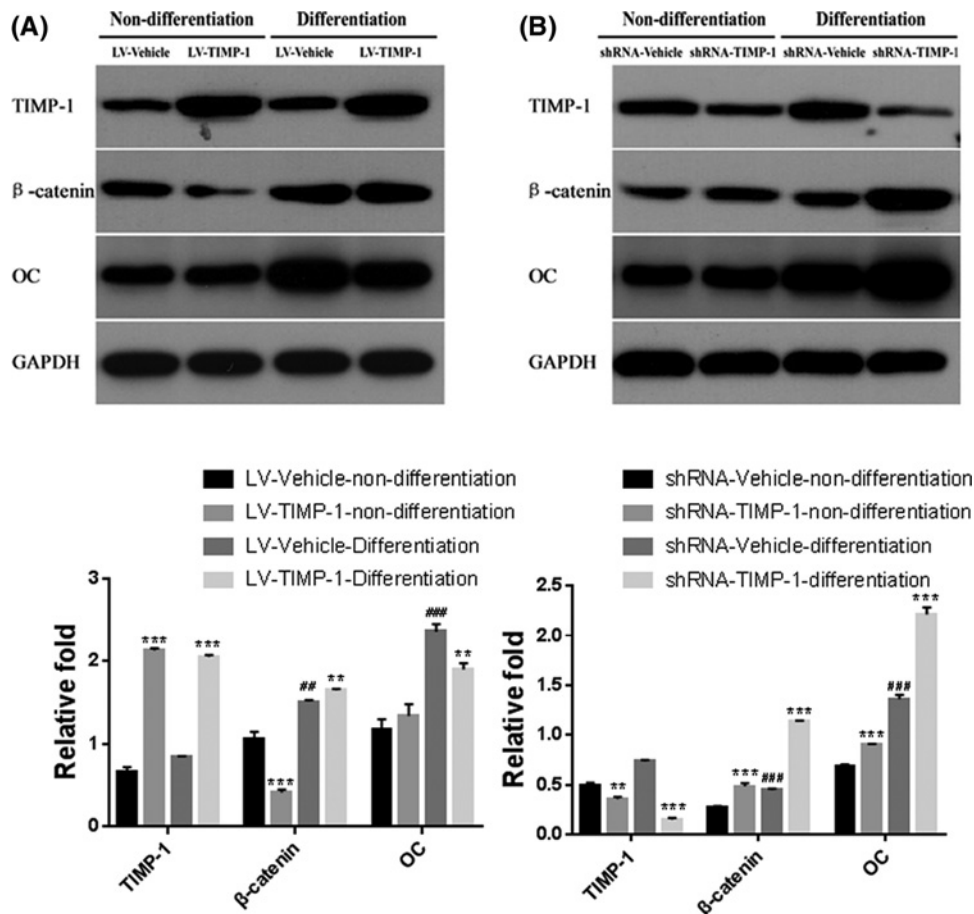 (A)
Non-differentiation Differentiation
LV-Vehicle LV-TIMP-1 LV-Vehicle LV-TIMP-1
TIMP-1
β-catenin
OC
GAPDH
(B)
Non-differentiation Differentiation
shRNA-Vehicle shRNA-TIMP-1 shRNA-Vehicle shRNA-TIMP-1
TIMP-1
β-catenin
OC
GAPDH
LV-Vehicle-non-differentiation
LV-TIMP-1-non-differentiation
LV-Vehicle-Differentiation
LV-TIMP-1-Differentiation
Relative fold
3
2
1
0
*** *** *** ## ** ### **
TIMP-1 β-catenin OC
shRNA-Vehicle-non-differentiation
shRNA-TIMP-1-non-differentiation
shRNA-Vehicle-differentiation
shRNA-TIMP-1-differentiation
Relative fold
2.5
2.0
1.5
1.0
0.5
0.0
** *** *** ### *** *** ### ***
TIMP-1 β-catenin OC